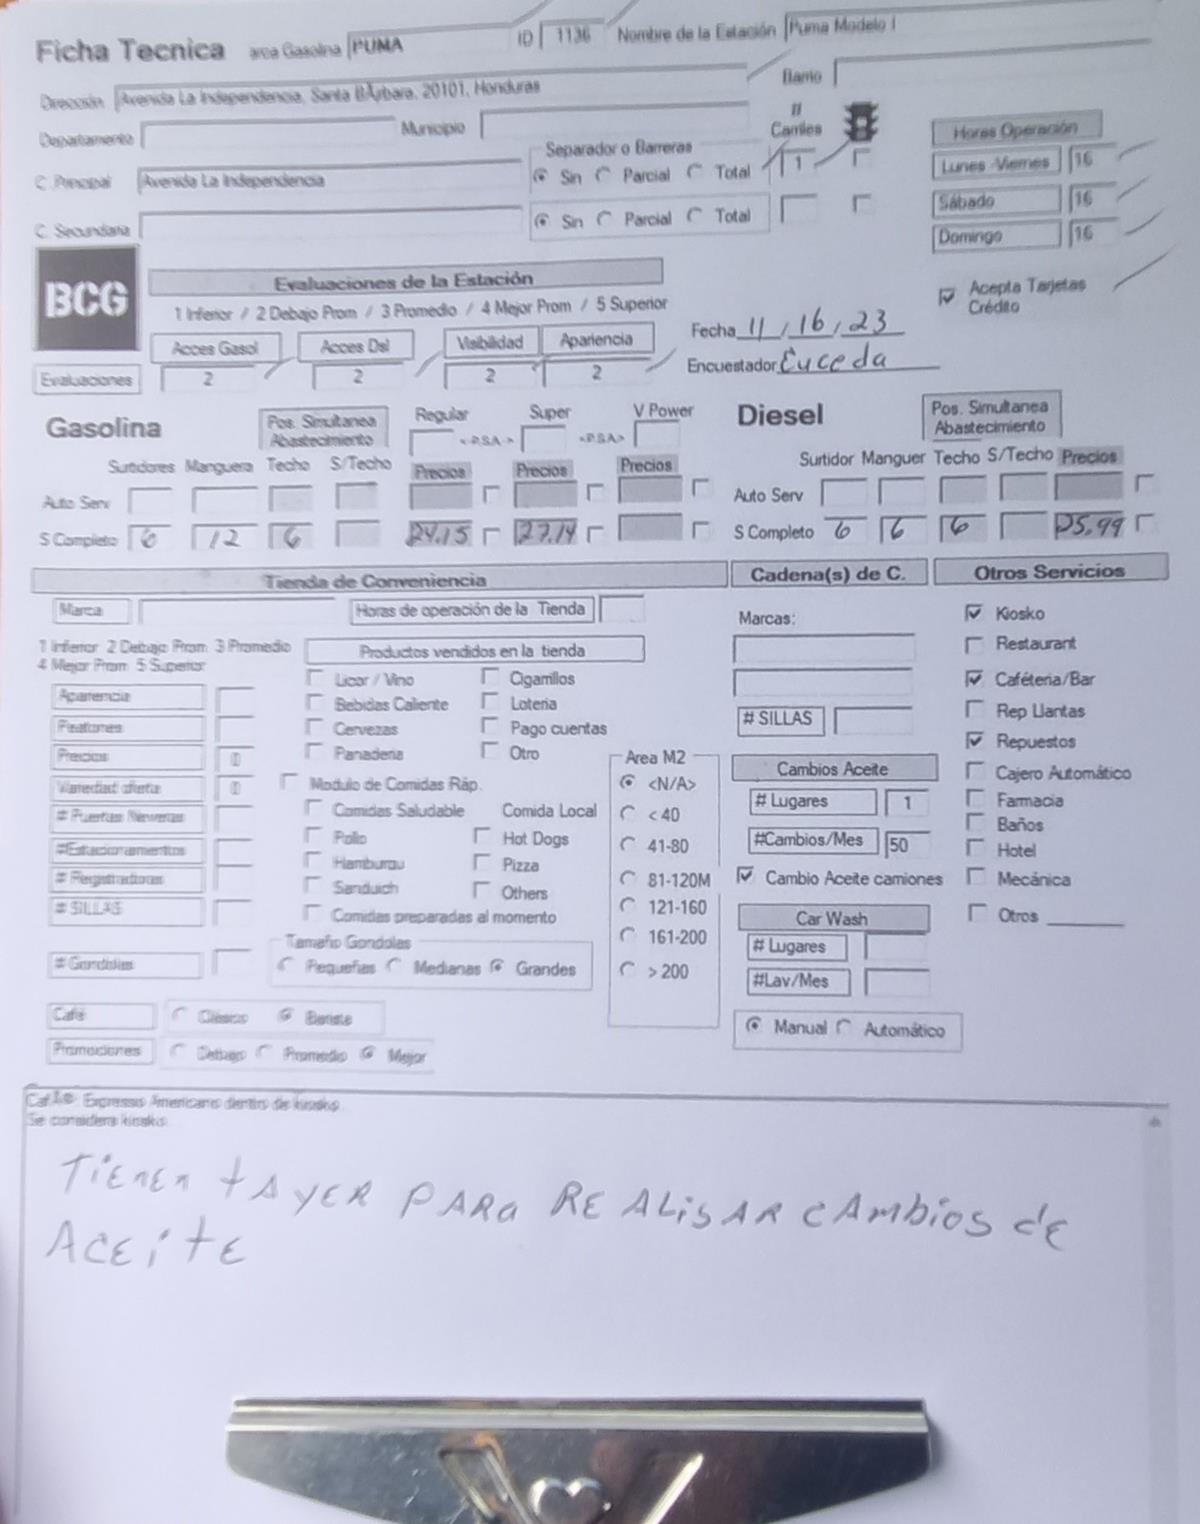 Ficha Tecnica area Gasolina PUMA ID 1136 Nombre de la Estación Puma Modelo I
Dirección Avenida La Independencia, Santa BÃ¡rbara, 20101, Honduras Barrio
Departamento Municipio # Carriles
Horas Operación
C. Principal Avenida La Independencia Separador o Barreras Sin Parcial Total 1
Lunes -Viernes 16
C. Secundaria Sin Parcial Total
Sábado 16
Domingo 16
BCG
Evaluaciones de la Estación
1 Inferior / 2 Debajo Prom / 3 Promedio / 4 Mejor Prom / 5 Superior
Acepta Tarjetas Crédito
Acces Gasol Acces Dsl Visibilidad Apariencia
Evaluaciones 2 2 2 2
Fecha 11/16/23
Encuestador Euceda
Gasolina Pos. Simultanea Abastecimiento Regular <-P.S.A-> Super <P.S.A> V Power
Surtidores Manguera Techo S/Techo Precios Precios Precios
Auto Serv
S Completo 6 12 6 24.15 27.14
Diesel Pos. Simultanea Abastecimiento
Surtidor Manguer Techo S/Techo Precios
Auto Serv
S Completo 6 6 6 25.99
Tienda de Conveniencia
Marca Horas de operación de la Tienda
1 Inferior 2 Debajo Prom 3 Promedio
4 Mejor Prom 5 Superior
Productos vendidos en la tienda
Apariencia
Peatones
Precios 0
Variedad oferta 0
# Puertas Neveras
#Estacionamientos
# Registradoras
# SILLAS
# Gondolas
Licor / Vino Cigarrillos
Bebidas Caliente Loteria
Cervezas Pago cuentas
Panaderia Otro
Modulo de Comidas Ráp.
Comidas Saludable Comida Local
Pollo Hot Dogs
Hamburgu Pizza
Sanduich Others
Comidas preparadas al momento
Tamaño Gondolas
Pequeñas Medianas Grandes
Area M2
<N/A>
< 40
41-80
81-120M
121-160
161-200
> 200
Café Clásico Barista
Promociones Debajo Promedio Mejor
Cadena(s) de C.
Marcas:
# SILLAS
Cambios Aceite
# Lugares 1
#Cambios/Mes 50
Cambio Aceite camiones
Car Wash
# Lugares
#Lav/Mes
Manual Automático
Otros Servicios
Kiosko
Restaurant
Caféteria/Bar
Rep Llantas
Repuestos
Cajero Automático
Farmacia
Baños
Hotel
Mecánica
Otros
CafÃ©: Expresso Americano dentro de kiosko.
Se considera kiosko.
TiENEN tAYER PARA REALiSAR CAMbiOS dE
ACEitE